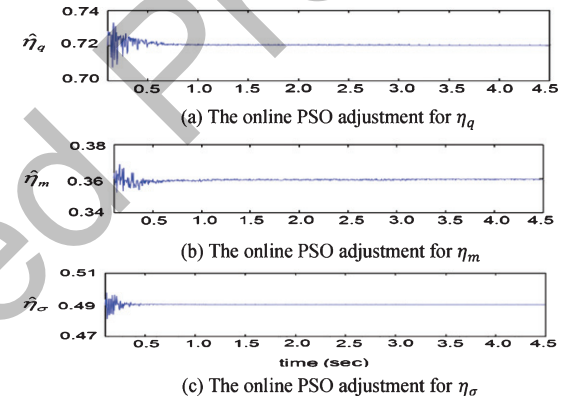 0.74
η̂q 0.72
0.70
0.5 1.0 1.5 2.0 2.5 3.0 3.5 4.0 4.5
(a) The online PSO adjustment for ηq
0.38
η̂m 0.36
0.34
0.5 1.0 1.5 2.0 2.5 3.0 3.5 4.0 4.5
(b) The online PSO adjustment for ηm
0.51
η̂σ 0.49
0.47
0.5 1.0 1.5 2.0 2.5 3.0 3.5 4.0 4.5
time (sec)
(c) The online PSO adjustment for ησ